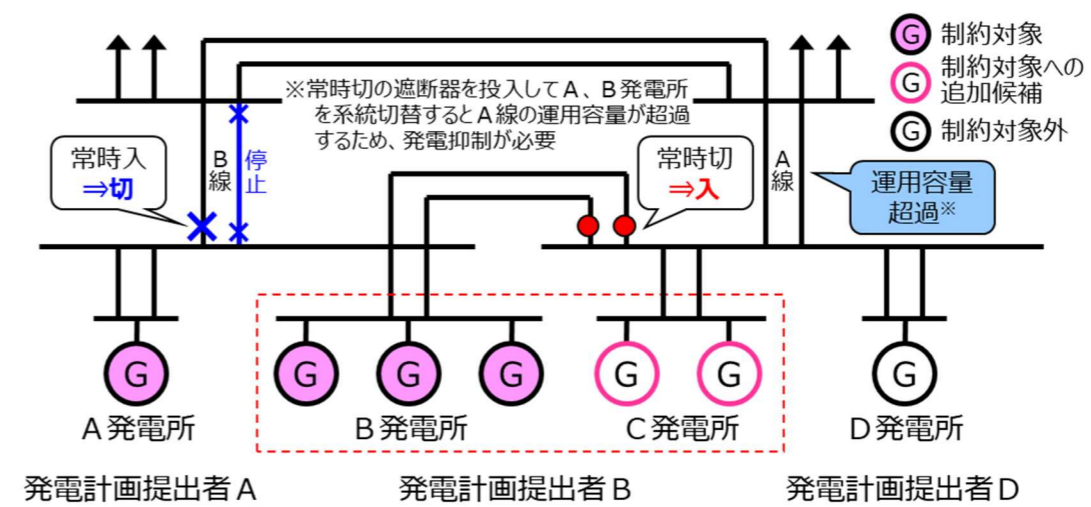 G 制約対象
G 制約対象への
追加候補
G 制約対象外
※常時切の遮断器を投入してA、B発電所
を系統切替するとA線の運用容量が超過
するため、発電抑制が必要
常時入
⇒切
B線
停止
常時切
⇒入
A線
運用容量
超過※
G
G G G
G G
G
A発電所
B発電所
C発電所
D発電所
発電計画提出者A
発電計画提出者B
発電計画提出者D